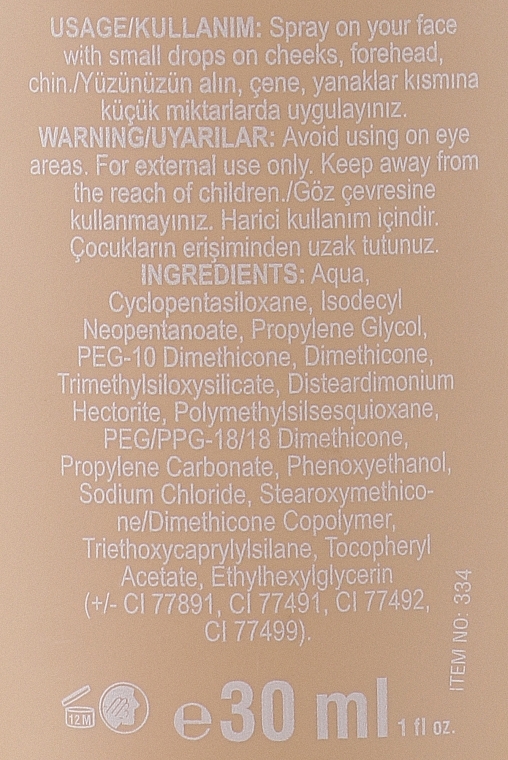 USAGE/KULLANIM: Spray on your face
with small drops on cheeks, forehead,
chin./Yüzünüzün alın, çene, yanaklar kısmına
küçük miktarlarda uygulayınız.
WARNING/UYARILAR: Avoid using on eye
areas. For external use only. Keep away from
the reach of children./Göz çevresine
kullanmayınız. Harici kullanım içindir.
Çocukların erişiminden uzak tutunuz.
INGREDIENTS: Aqua,
Cyclopentasiloxane, Isodecyl
Neopentanoate, Propylene Glycol,
PEG-10 Dimethicone, Dimethicone,
Trimethylsiloxysilicate, Disteardimonium
Hectorite, Polymethylsilsesquioxane,
PEG/PPG-18/18 Dimethicone,
Propylene Carbonate, Phenoxyethanol,
Sodium Chloride, Stearoxymethico-
ne/Dimethicone Copolymer,
Triethoxycaprylylsilane, Tocopheryl
Acetate, Ethylhexylglycerin
(+/- CI 77891, CI 77491, CI 77492,
CI 77499).
ITEM NO: 334
12M
e30 ml 1 fl oz.